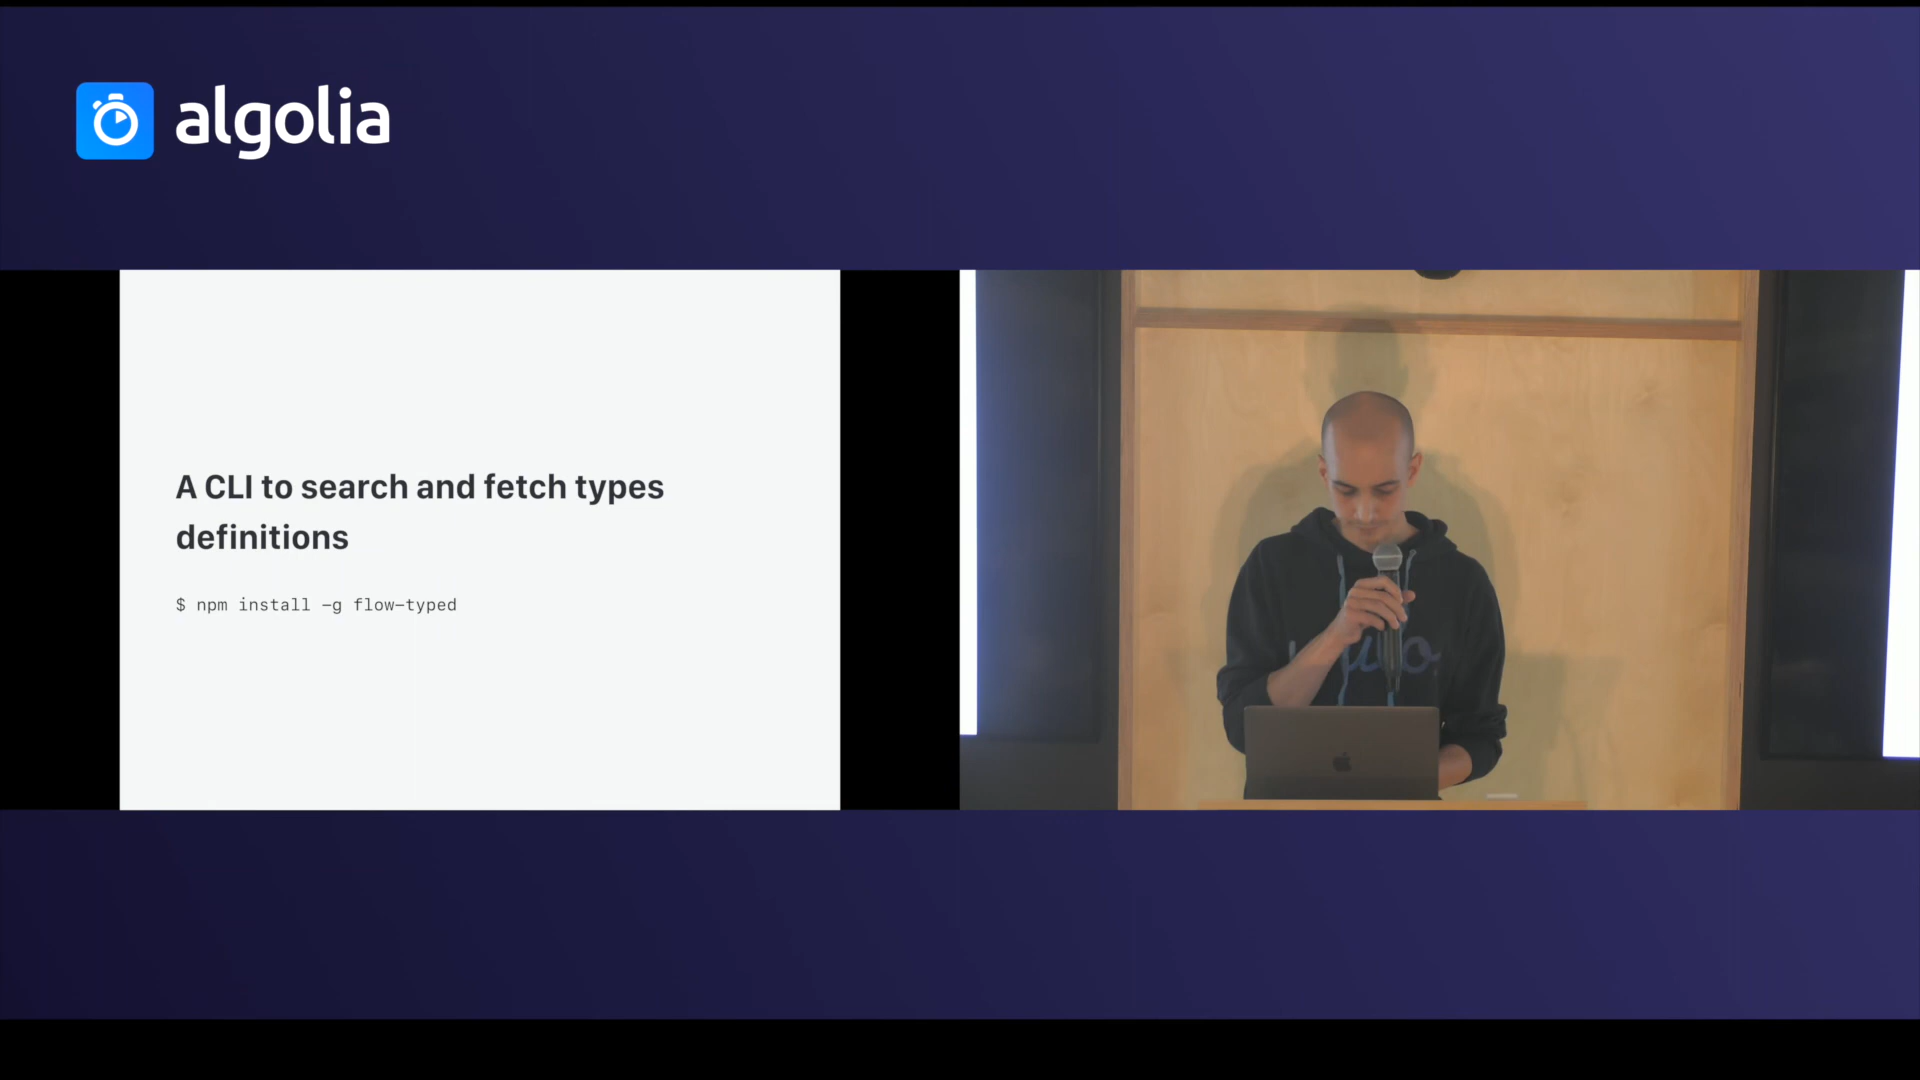 algolia
A CLI to search and fetch types
definitions
$ npm install -g flow-typed